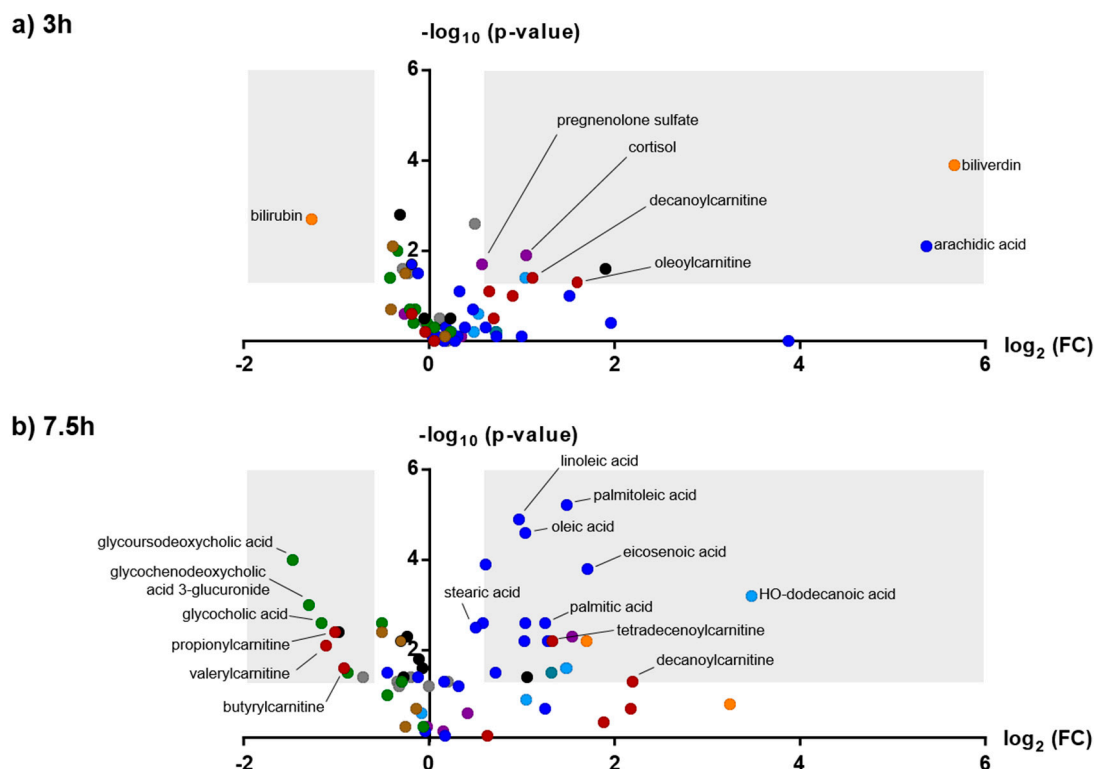 a) 3h
-log10 (p-value)
6
4
2
-2
0
2
4
6
log2 (FC)
pregnenolone sulfate
cortisol
decanoylcarnitine
oleoylcarnitine
biliverdin
arachidic acid
bilirubin
b) 7.5h
-log10 (p-value)
6
4
2
-2
0
2
4
6
log2 (FC)
linoleic acid
palmitoleic acid
oleic acid
eicosenoic acid
stearic acid
palmitic acid
HO-dodecanoic acid
tetradecenoylcarnitine
decanoylcarnitine
glycoursodeoxycholic acid
glycochenodeoxycholic
acid 3-glucuronide
glycocholic acid
propionylcarnitine
valerylcarnitine
butyrylcarnitine